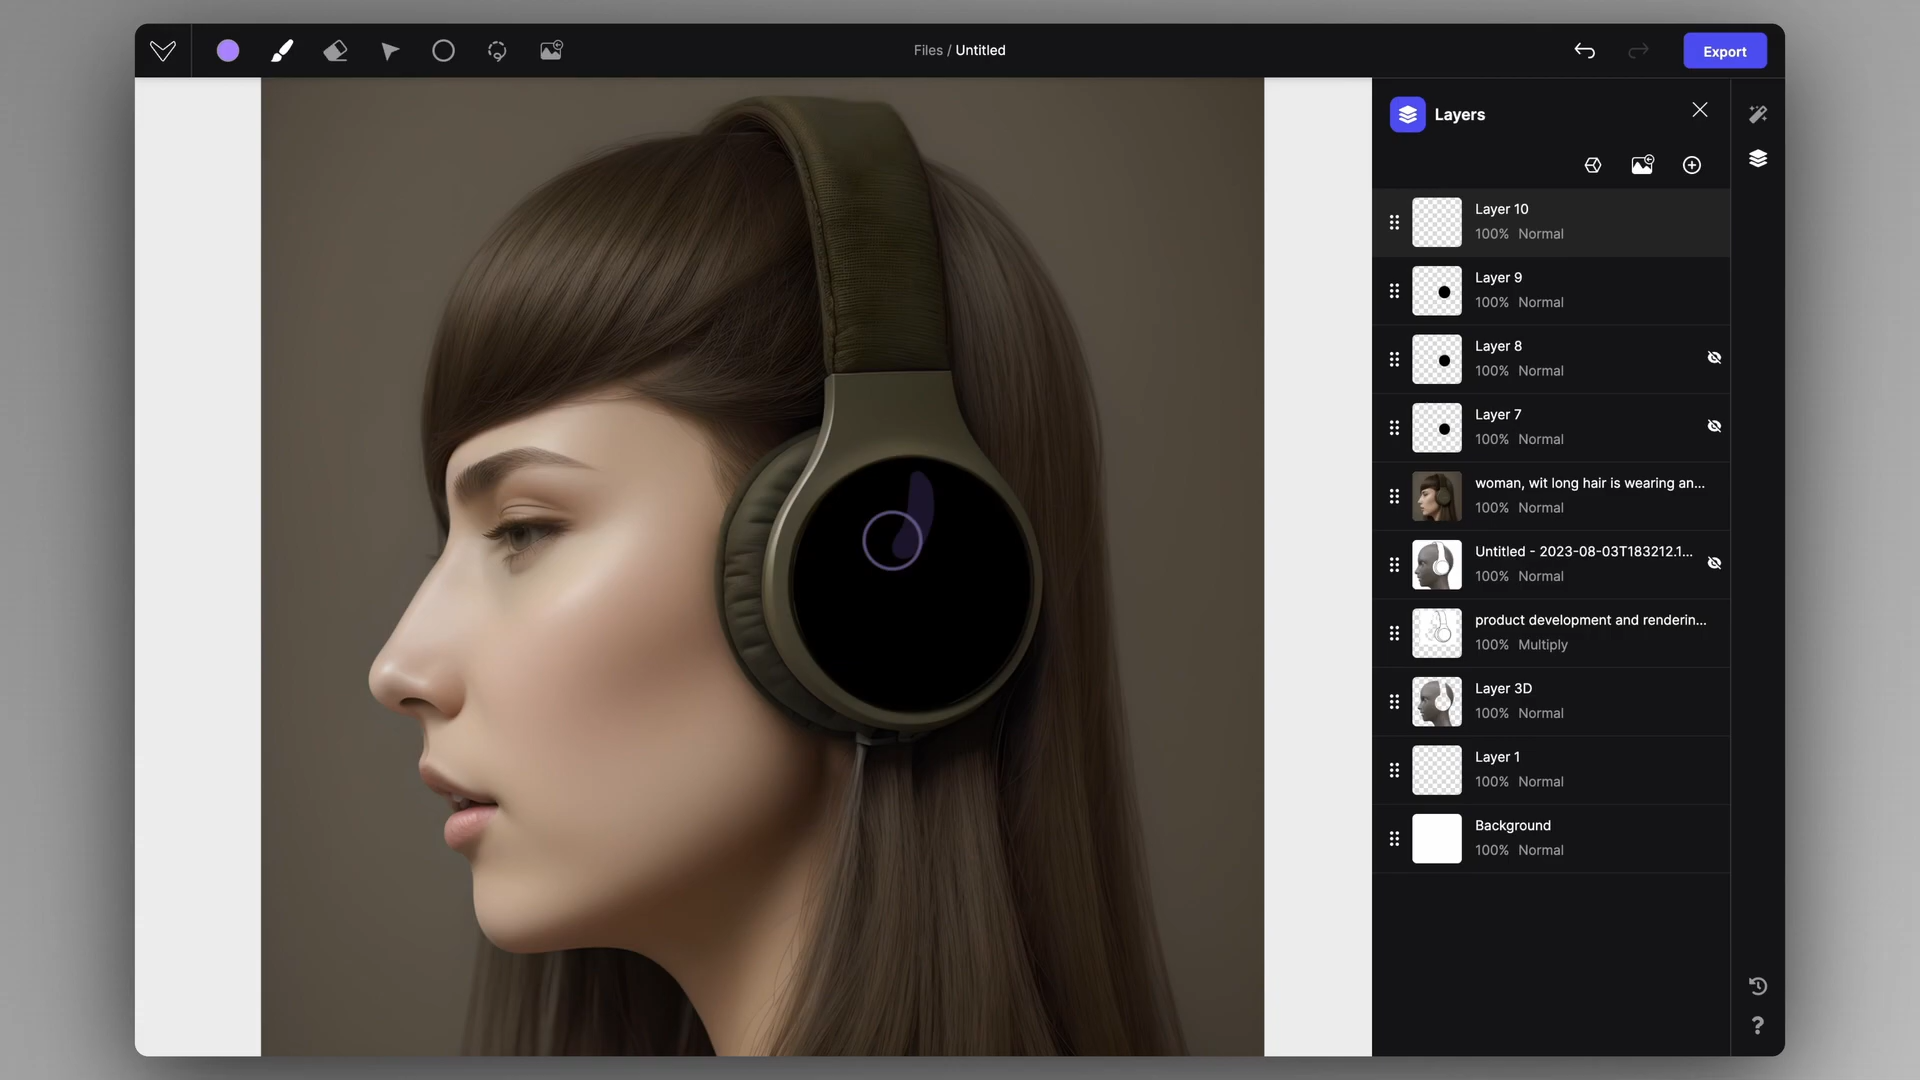 Files / Untitled
Export
Layers
Layer 10
100% Normal
Layer 9
100% Normal
Layer 8
100% Normal
Layer 7
100% Normal
woman, wit long hair is wearing an...
100% Normal
Untitled - 2023-08-03T183212.1...
100% Normal
product development and renderin...
100% Multiply
Layer 3D
100% Normal
Layer 1
100% Normal
Background
100% Normal
?